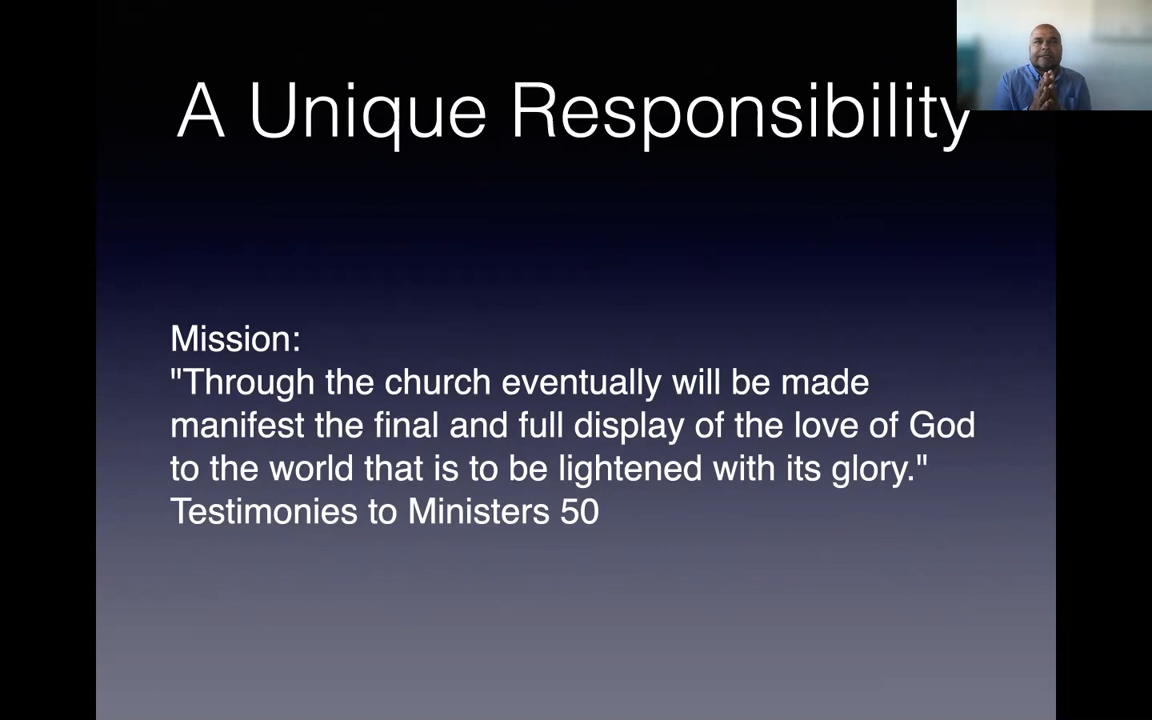 A Unique Responsibility
Mission:
"Through the church eventually will be made
manifest the final and full display of the love of God
to the world that is to be lightened with its glory."
Testimonies to Ministers 50